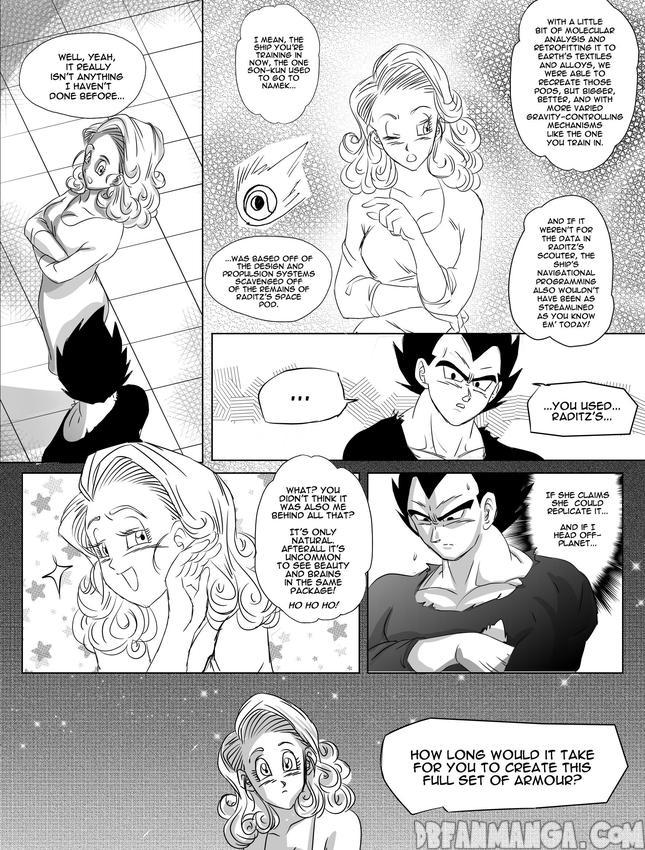 WELL, YEAH,
IT REALLY
ISN'T ANYTHING
I HAVEN'T
DONE BEFORE...
I MEAN, THE
SHIP YOU'RE
TRAINING IN
NOW, THE ONE
SON-KUN USED
TO GO TO
NAMEK...
...WAS BASED OFF OF
THE DESIGN AND
PROPULSION SYSTEMS
SCAVENGED OFF
OF THE REMAINS OF
RADITZ'S SPACE
POD.
WITH A LITTLE
BIT OF MOLECULAR
ANALYSIS AND
RETROFITTING IT TO
EARTH'S TEXTILES
AND ALLOYS, WE
WERE ABLE TO
RECREATE THOSE
PODS, BUT BIGGER,
BETTER, AND WITH
MORE VARIED
GRAVITY-CONTROLLING
MECHANISMS
LIKE THE ONE
YOU TRAIN IN.
AND IF IT
WEREN'T FOR
THE DATA IN
RADITZ'S
SCOUTER, THE
SHIP'S
NAVIGATIONAL
PROGRAMMING
ALSO WOULDN'T
HAVE BEEN AS
STREAMLINED
AS YOU KNOW
EM' TODAY!
...
...YOU USED...
RADITZ'S...
WHAT? YOU
DIDN'T THINK IT
WAS ALSO ME
BEHIND ALL THAT?
IT'S ONLY
NATURAL.
AFTERALL IT'S
UNCOMMON
TO SEE BEAUTY
AND BRAINS
IN THE SAME
PACKAGE!
HO HO HO!
IF SHE CLAIMS
SHE COULD
REPLICATE IT...
AND IF I
HEAD OFF-
PLANET...
HOW LONG WOULD IT TAKE
FOR YOU TO CREATE THIS
FULL SET OF ARMOUR?
DBFANMANGA.COM